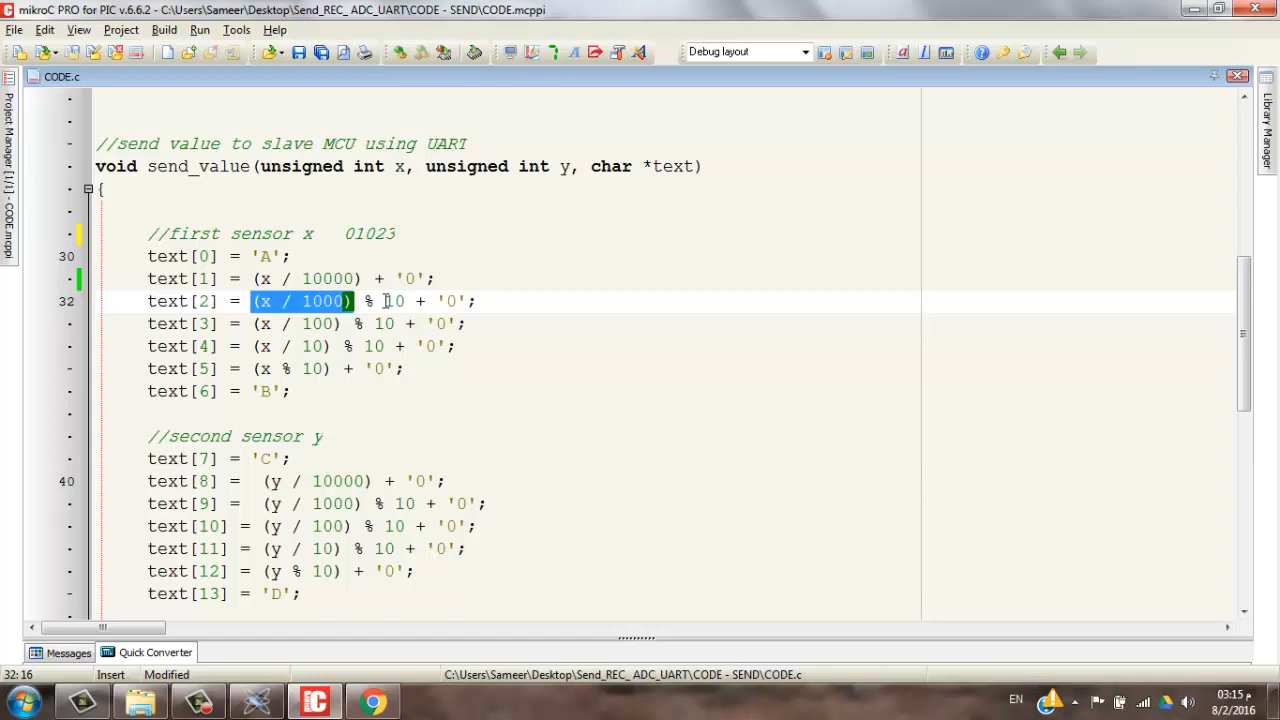 mikroC PRO for PIC v.6.6.2 - C:\Users\Sameer\Desktop\Send_REC_ ADC_UART\CODE - SEND\CODE.mcppi
File Edit View Project Build Run Tools Help
Debug layout
CODE.c
Project Manager [1/1] - CODE.mcppi
Library Manager
//send value to slave MCU using UART
void send_value(unsigned int x, unsigned int y, char *text)
{
//first sensor x   01023
30 text[0] = 'A';
text[1] = (x / 10000) + '0';
32 text[2] = (x / 1000) % 10 + '0';
text[3] = (x / 100) % 10 + '0';
text[4] = (x / 10) % 10 + '0';
text[5] = (x % 10) + '0';
text[6] = 'B';
//second sensor y
text[7] = 'C';
40 text[8] =  (y / 10000) + '0';
text[9] =  (y / 1000) % 10 + '0';
text[10] = (y / 100) % 10 + '0';
text[11] = (y / 10) % 10 + '0';
text[12] = (y % 10) + '0';
text[13] = 'D';
Messages Quick Converter
32:16 Insert Modified C:\Users\Sameer\Desktop\Send_REC_ADC_UART\CODE - SEND\CODE.c
EN 03:15 م
8/2/2016